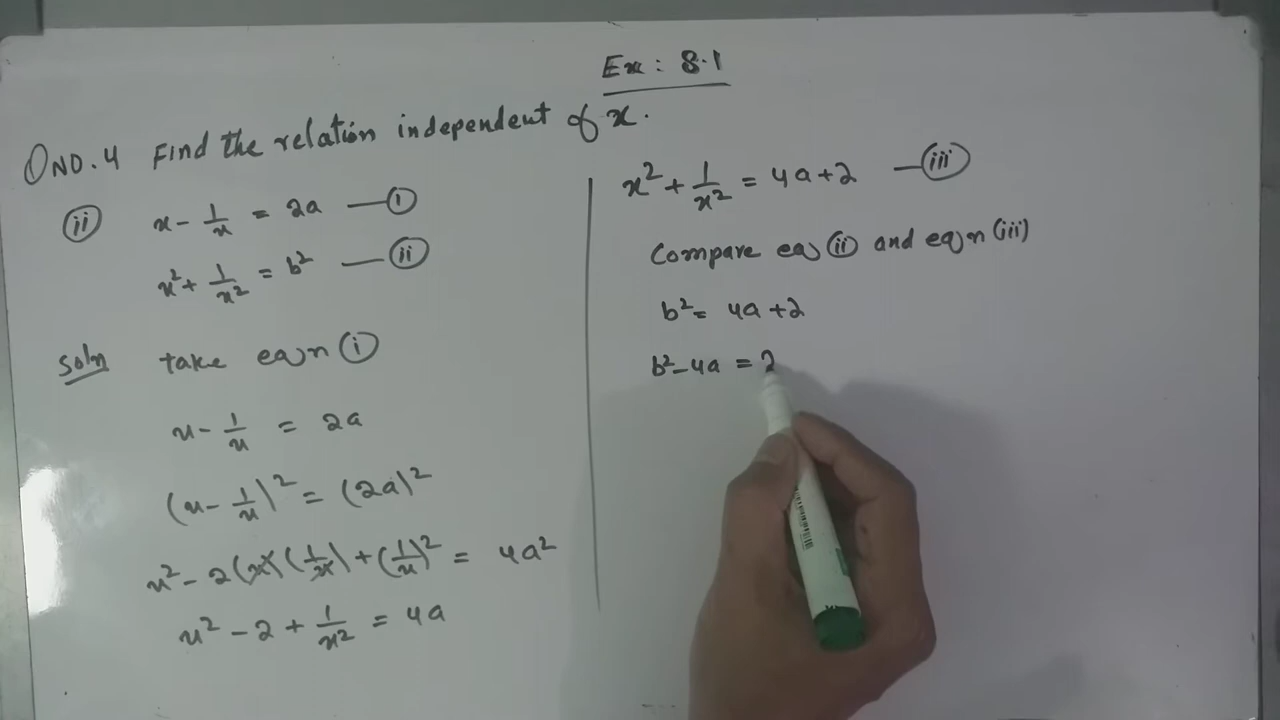 Ex: 8.1
QNO.4 Find the relation independent of x.
(ii) x - 1/x = 2a —(i)
x² + 1/x² = b² —(ii)
Soln take eqn (i)
x - 1/x = 2a
(x - 1/x)² = (2a)²
x² - 2(x)(1/x) + (1/x)² = 4a²
x² - 2 + 1/x² = 4a
x² + 1/x² = 4a+2 —(iii)
Compare eq (ii) and eqn (iii)
b² = 4a+2
b² - 4a = 2